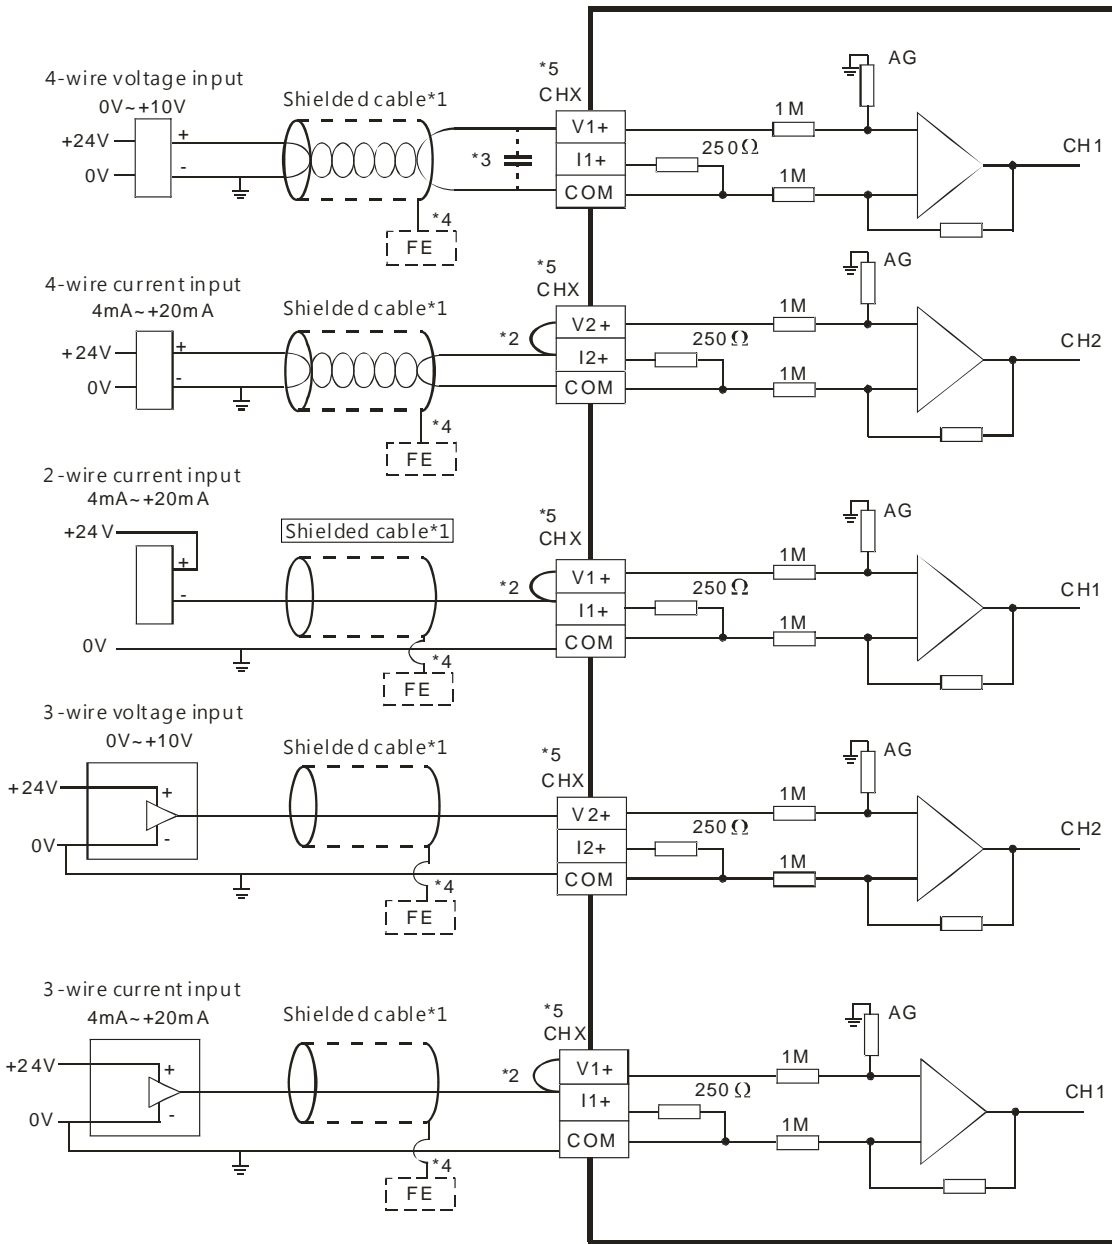 4-wire voltage input
0V~+10V
+24V
0V
+
-
Shielded cable*1
*3
*4
FE
*5
CHX
V1+
I1+
COM
250Ω
1M
1M
AG
CH1
4-wire current input
4mA~+20mA
+24V
0V
+
-
Shielded cable*1
*2
*4
FE
*5
CHX
V2+
I2+
COM
250Ω
1M
1M
AG
CH2
2-wire current input
4mA~+20mA
+24V
+
-
0V
Shielded cable*1
*2
*4
FE
*5
CHX
V1+
I1+
COM
250Ω
1M
1M
AG
CH1
3-wire voltage input
0V~+10V
+24V
0V
+
-
Shielded cable*1
*4
FE
*5
CHX
V2+
I2+
COM
250Ω
1M
1M
AG
CH2
3-wire current input
4mA~+20mA
+24V
0V
+
-
Shielded cable*1
*2
*4
FE
*5
CHX
V1+
I1+
COM
250Ω
1M
1M
AG
CH1